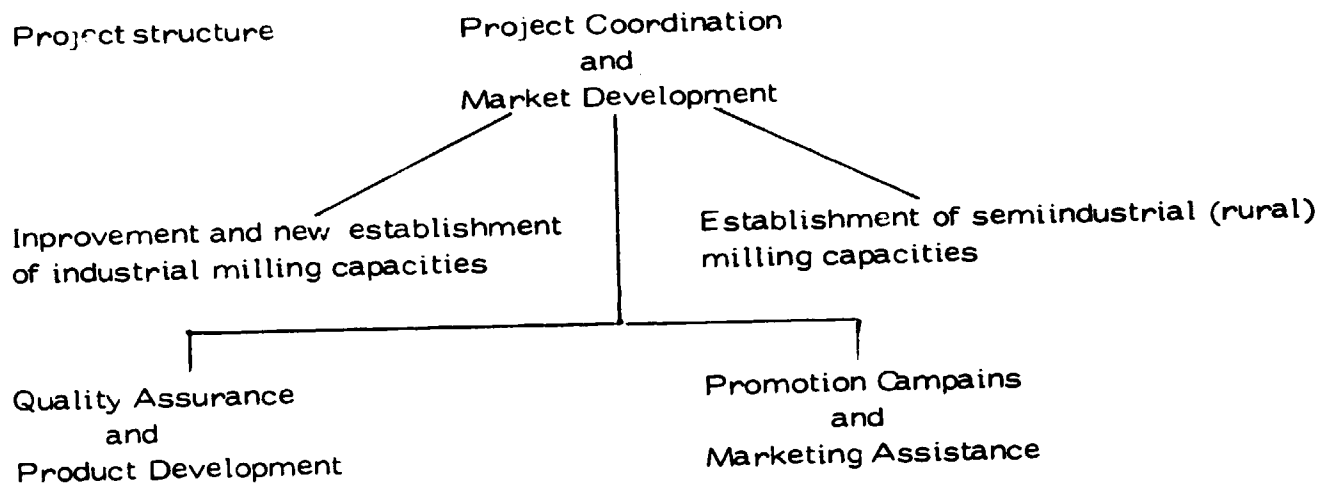 Project structure
Project Coordination
and
Market Development
Inprovement and new establishment
of industrial milling capacities
Establishment of semiindustrial (rural)
milling capacities
Quality Assurance
and
Product Development
Promotion Campains
and
Marketing Assistance